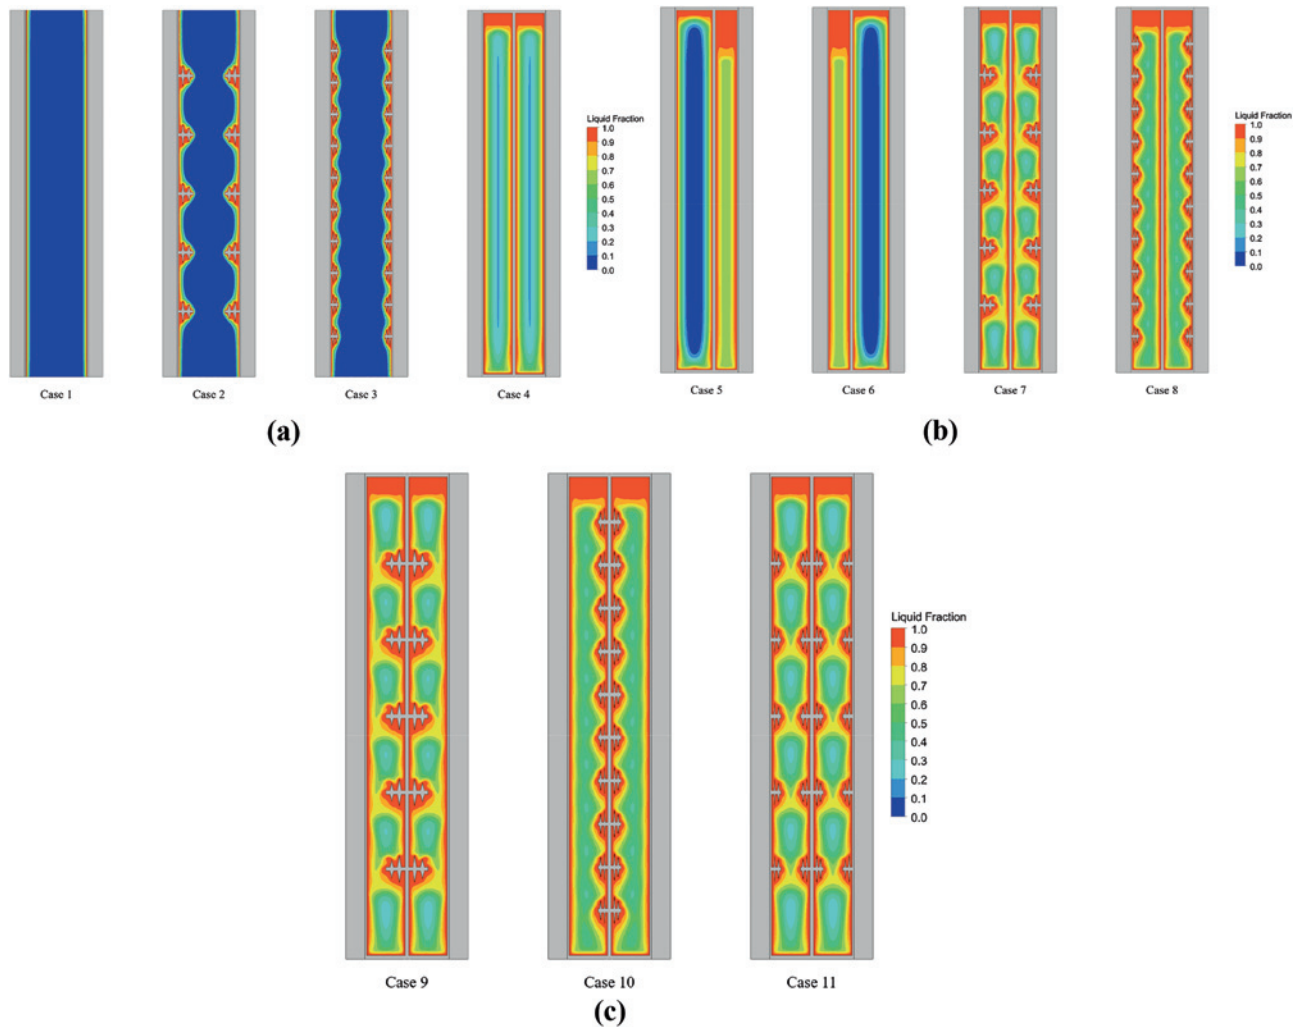 Liquid Fraction
1.0
0.9
0.8
0.7
0.6
0.5
0.4
0.3
0.2
0.1
0.0
Case 1
Case 2
Case 3
Case 4
(a)
Liquid Fraction
1.0
0.9
0.8
0.7
0.6
0.5
0.4
0.3
0.2
0.1
0.0
Case 5
Case 6
Case 7
Case 8
(b)
Liquid Fraction
1.0
0.9
0.8
0.7
0.6
0.5
0.4
0.3
0.2
0.1
0.0
Case 9
Case 10
Case 11
(c)